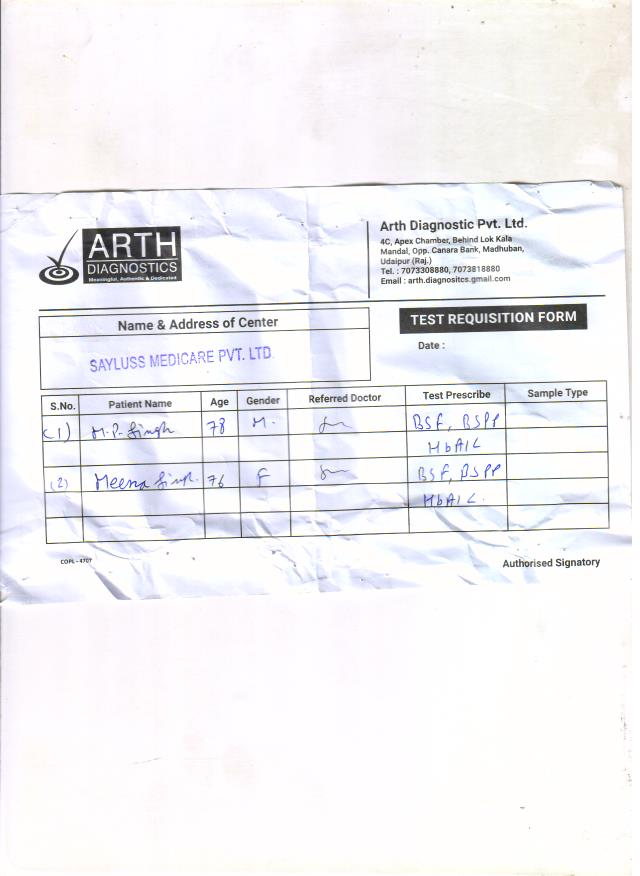 ARTH
DIAGNOSTICS
Meaningful, Authentic & Dedicated
Arth Diagnostic Pvt. Ltd.
4C, Apex Chamber, Behind Lok Kala
Mandal, Opp. Canara Bank, Madhuban,
Udaipur (Raj.)
Tel. : 7073308880, 7073818880
Email : arth.diagnositcs.gmail.com
Name & Address of Center
TEST REQUISITION FORM
SAYLUSS MEDICARE PVT. LTD.
Date :
S.No. Patient Name Age Gender Referred Doctor Test Prescribe Sample Type
(1) M.P. Singh 78 M. BSF, BSPP
HbA1C
(2) Meena Singh 76 F BSF, BSPP
HbA1C.
COPL - 4707
Authorised Signatory